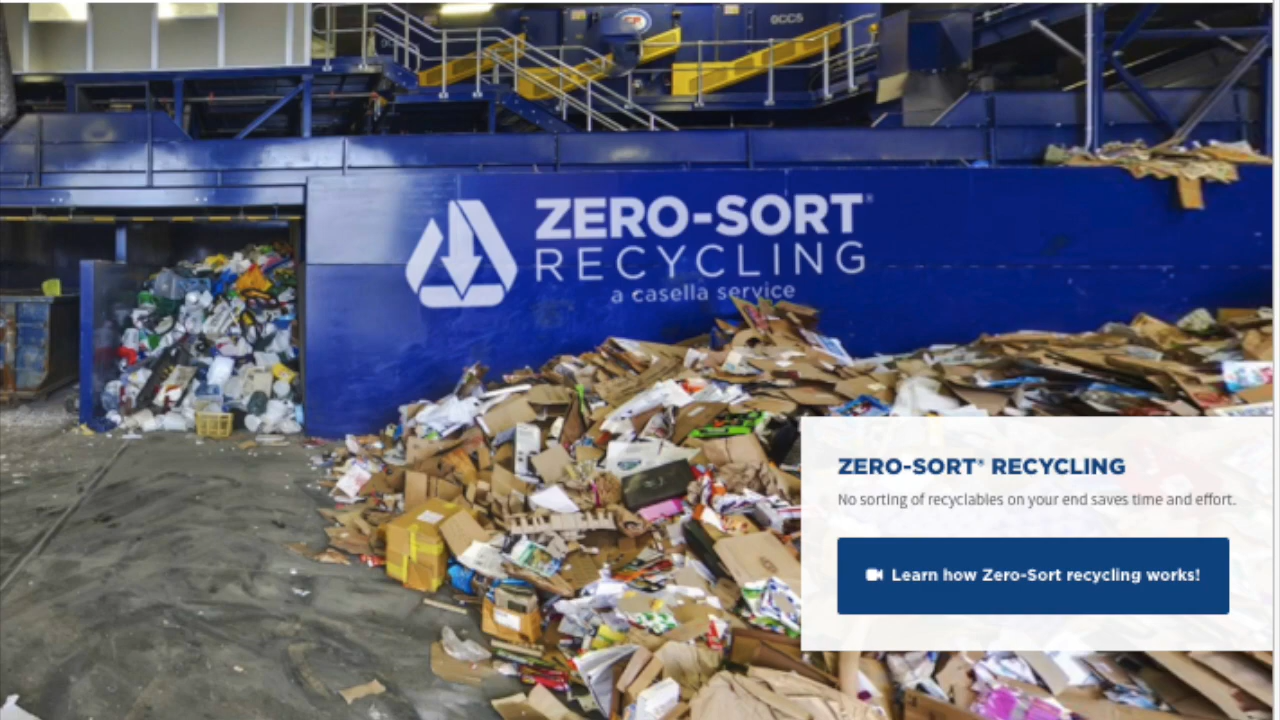 0CC5
ZERO-SORT®
RECYCLING
a casella service
ZERO-SORT® RECYCLING
No sorting of recyclables on your end saves time and effort.
Learn how Zero-Sort recycling works!